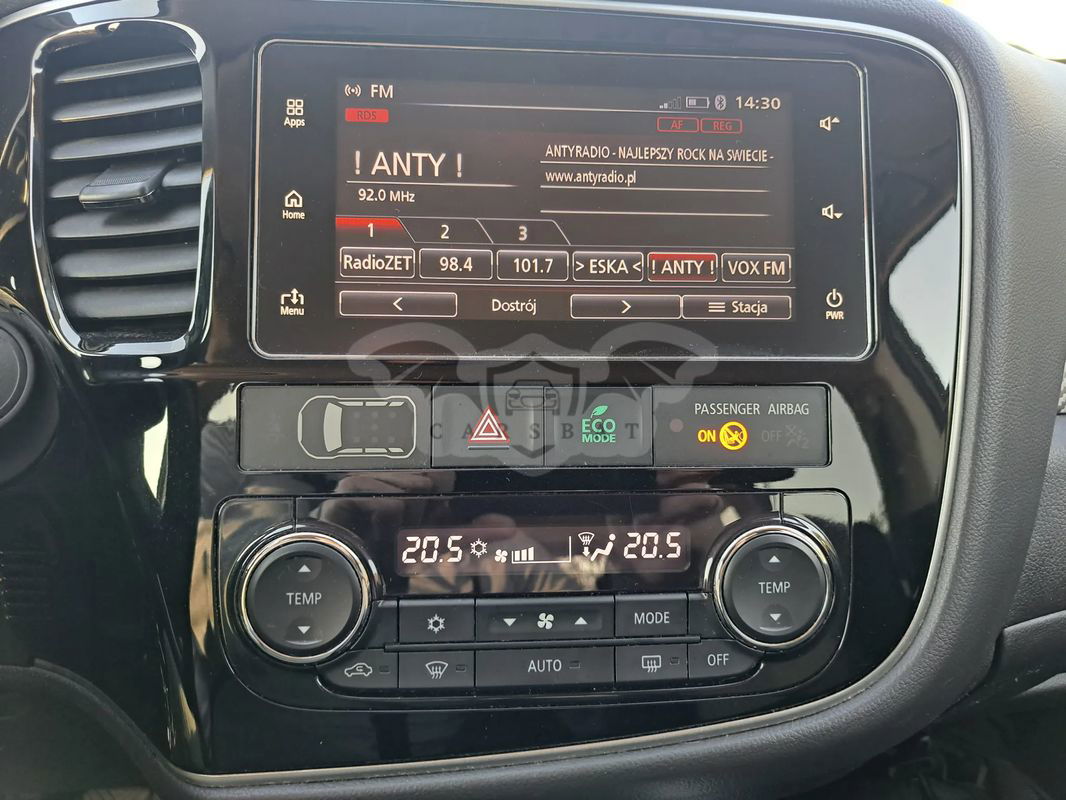 FM
14:30
Apps
RDS
AF REG
! ANTY !
ANTYRADIO - NAJLEPSZY ROCK NA SWIECIE -
www.antyradio.pl
92.0 MHz
Home
1 2 3
RadioZET 98.4 101.7 > ESKA < ! ANTY ! VOX FM
Menu
< Dostrój > Stacja
PWR
PASSENGER AIRBAG
ECO
MODE
ON OFF
CARSBET
20.5 20.5
TEMP
TEMP
MODE
AUTO
OFF